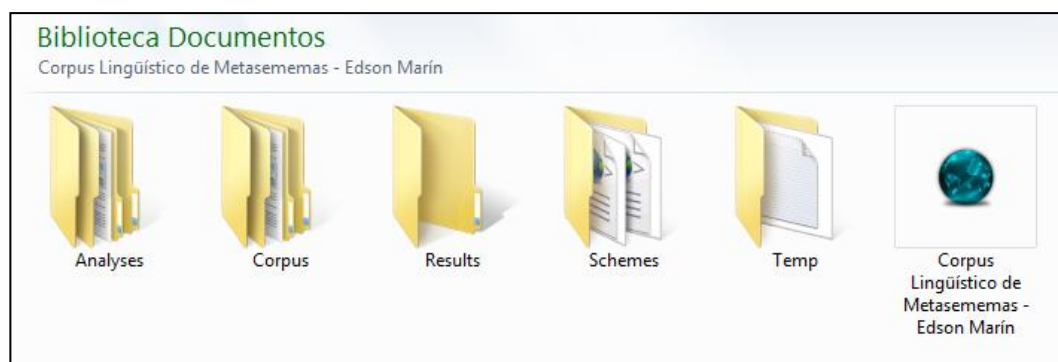 Biblioteca Documentos
Corpus Lingüístico de Metasememas - Edson Marín
Analyses
Corpus
Results
Schemes
Temp
Corpus
Lingüístico de
Metasememas -
Edson Marín